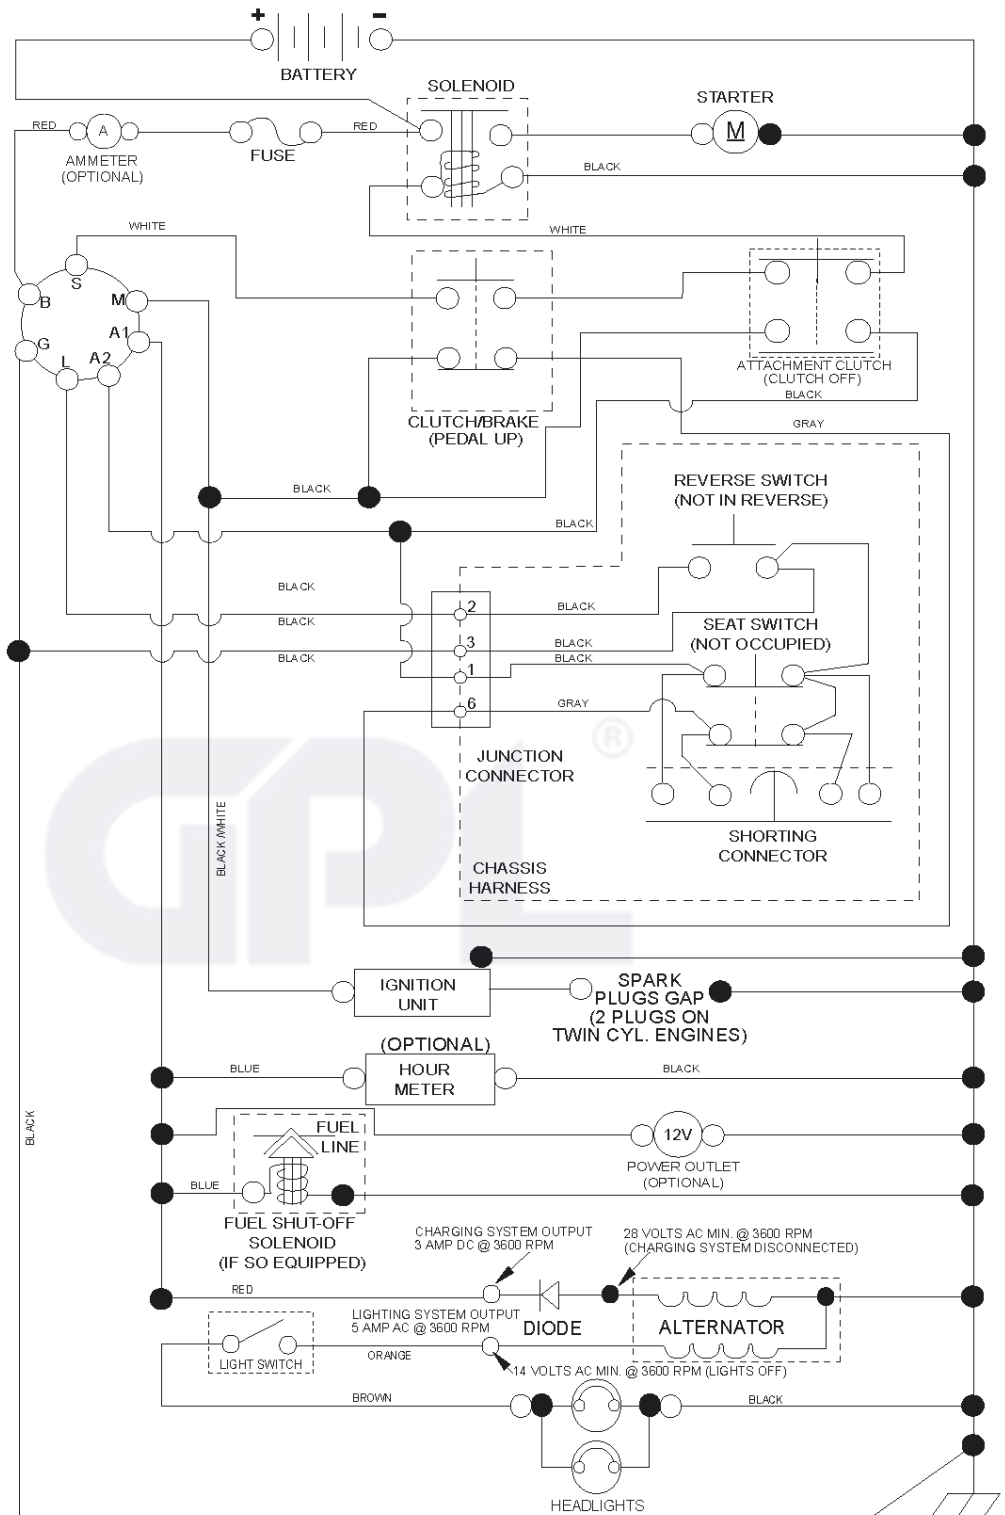 + -
BATTERY
SOLENOID
STARTER
RED
A
AMMETER
(OPTIONAL)
FUSE
RED
M
BLACK
WHITE
WHITE
S
B
M
A1
G
L
A2
ATTACHMENT CLUTCH
(CLUTCH OFF)
BLACK
CLUTCH/BRAKE
(PEDAL UP)
GRAY
REVERSE SWITCH
(NOT IN REVERSE)
BLACK
BLACK
BLACK
2
BLACK
BLACK
SEAT SWITCH
(NOT OCCUPIED)
3
BLACK
BLACK
1
BLACK
6
GRAY
®
JUNCTION
CONNECTOR
GPL
BLACK/WHITE
SHORTING
CONNECTOR
CHASSIS
HARNESS
IGNITION
UNIT
SPARK
PLUGS GAP
(2 PLUGS ON
TWIN CYL. ENGINES)
(OPTIONAL)
HOUR
METER
BLUE
BLACK
BLACK
FUEL
LINE
12V
POWER OUTLET
(OPTIONAL)
BLUE
FUEL SHUT-OFF
SOLENOID
(IF SO EQUIPPED)
CHARGING SYSTEM OUTPUT
3 AMP DC @ 3600 RPM
28 VOLTS AC MIN. @ 3600 RPM
(CHARGING SYSTEM DISCONNECTED)
RED
LIGHTING SYSTEM OUTPUT
5 AMP AC @ 3600 RPM
DIODE
ALTERNATOR
LIGHT SWITCH
ORANGE
14 VOLTS AC MIN. @ 3600 RPM (LIGHTS OFF)
BROWN
BLACK
HEADLIGHTS